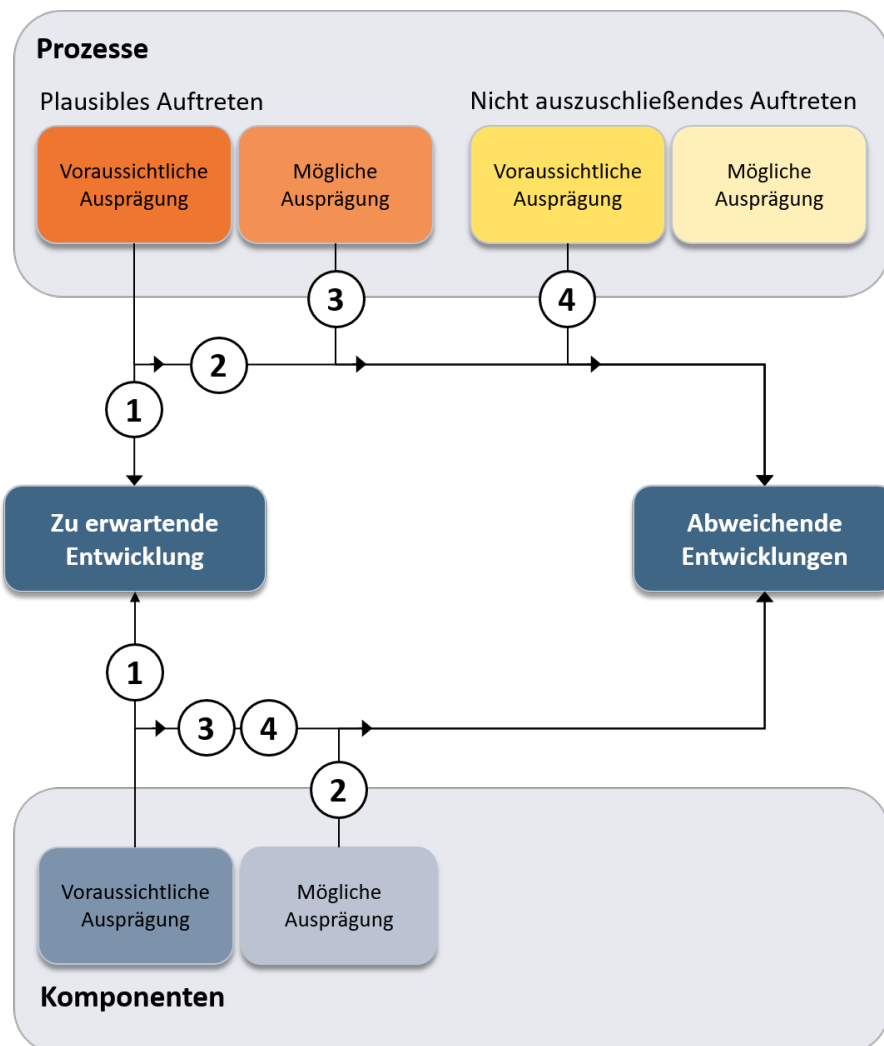 Prozesse
Plausibles Auftreten
Nicht auszuschließendes Auftreten
Voraussichtliche
Ausprägung
Mögliche
Ausprägung
Voraussichtliche
Ausprägung
Mögliche
Ausprägung
3
4
2
1
Zu erwartende
Entwicklung
Abweichende
Entwicklungen
1
3
4
2
Voraussichtliche
Ausprägung
Mögliche
Ausprägung
Komponenten